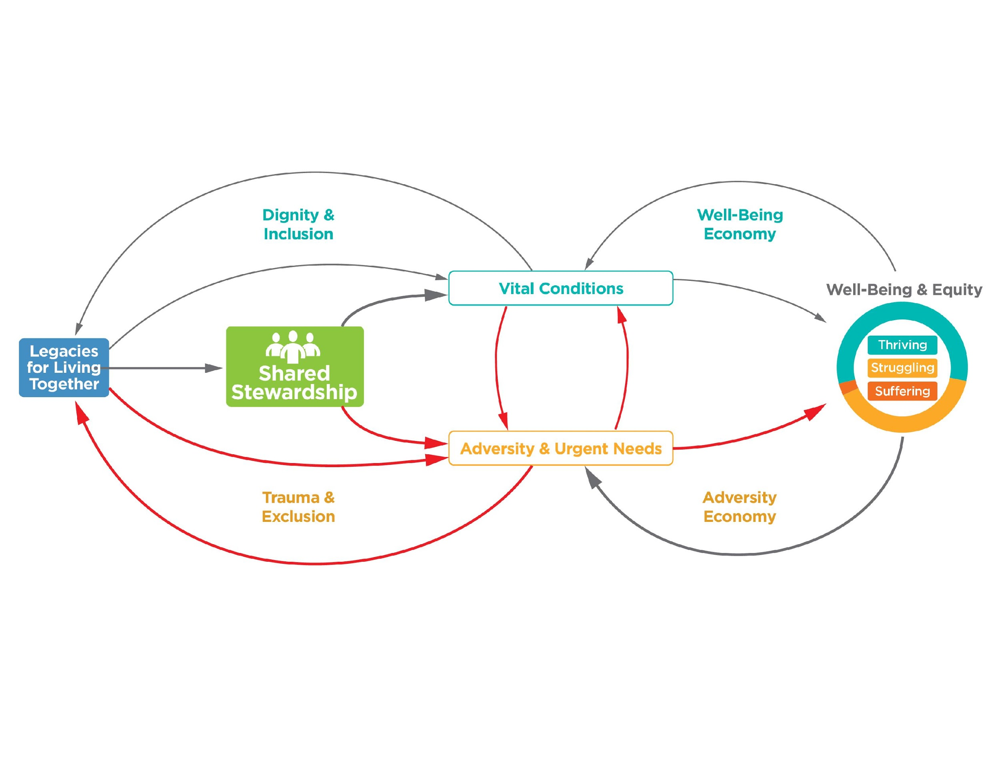 Dignity &
Inclusion
Well-Being
Economy
Vital Conditions
Well-Being & Equity
Legacies
for Living
Together
Shared
Stewardship
Thriving
Struggling
Suffering
Adversity & Urgent Needs
Trauma &
Exclusion
Adversity
Economy